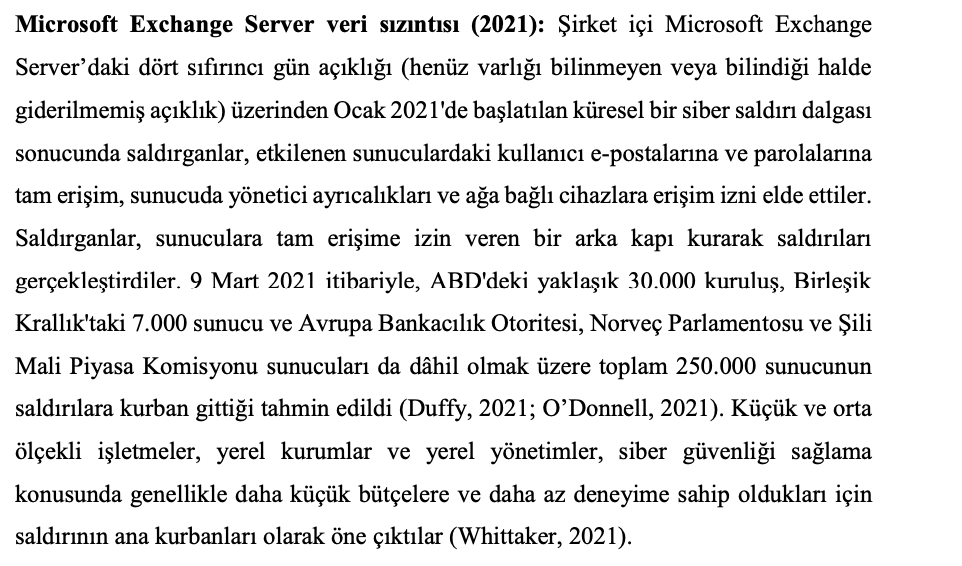 Microsoft Exchange Server veri sızıntısı (2021): Şirket içi Microsoft Exchange
Server’daki dört sıfırıncı gün açıklığı (henüz varlığı bilinmeyen veya bilindiği halde
giderilmemiş açıklık) üzerinden Ocak 2021'de başlatılan küresel bir siber saldırı dalgası
sonucunda saldırganlar, etkilenen sunuculardaki kullanıcı e-postalarına ve parolalarına
tam erişim, sunucuda yönetici ayrıcalıkları ve ağa bağlı cihazlara erişim izni elde ettiler.
Saldırganlar, sunuculara tam erişime izin veren bir arka kapı kurarak saldırıları
gerçekleştirdiler. 9 Mart 2021 itibariyle, ABD'deki yaklaşık 30.000 kuruluş, Birleşik
Krallık'taki 7.000 sunucu ve Avrupa Bankacılık Otoritesi, Norveç Parlamentosu ve Şili
Mali Piyasa Komisyonu sunucuları da dâhil olmak üzere toplam 250.000 sunucunun
saldırılara kurban gittiği tahmin edildi (Duffy, 2021; O’Donnell, 2021). Küçük ve orta
ölçekli işletmeler, yerel kurumlar ve yerel yönetimler, siber güvenliği sağlama
konusunda genellikle daha küçük bütçelere ve daha az deneyime sahip oldukları için
saldırının ana kurbanları olarak öne çıktılar (Whittaker, 2021).